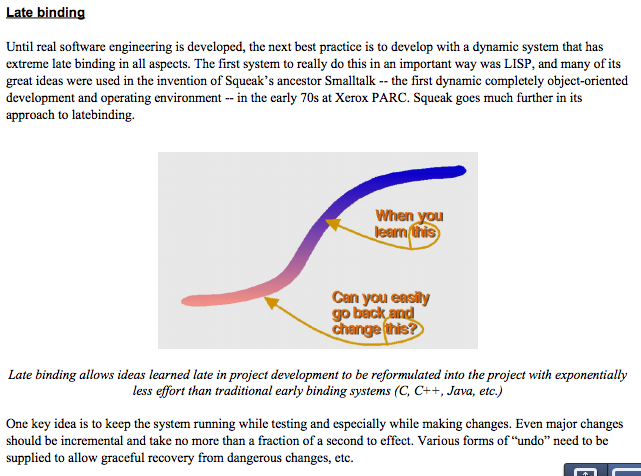 Late binding
Until real software engineering is developed, the next best practice is to develop with a dynamic system that has
extreme late binding in all aspects. The first system to really do this in an important way was LISP, and many of its
great ideas were used in the invention of Squeak's ancestor Smalltalk -- the first dynamic completely object-oriented
development and operating environment -- in the early 70s at Xerox PARC. Squeak goes much further in its
approach to latebinding.
When you
learn this
Can you easily
go back and
change this?
Late binding allows ideas learned late in project development to be reformulated into the project with exponentially
less effort than traditional early binding systems (C, C++, Java, etc.)
One key idea is to keep the system running while testing and especially while making changes. Even major changes
should be incremental and take no more than a fraction of a second to effect. Various forms of “undo” need to be
supplied to allow graceful recovery from dangerous changes, etc.